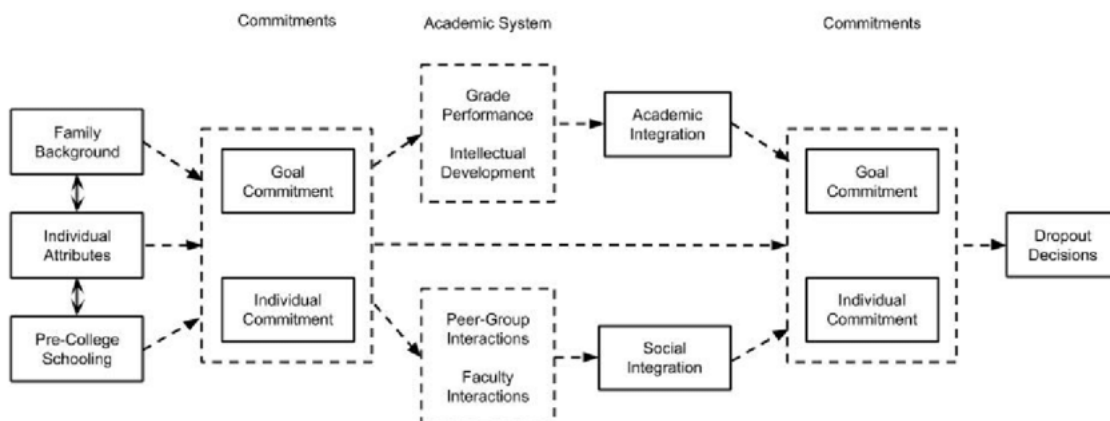 Commitments
Academic System
Commitments
Family
Background
Individual
Attributes
Pre-College
Schooling
Goal
Commitment
Individual
Commitment
Grade
Performance
Intellectual
Development
Peer-Group
Interactions
Faculty
Interactions
Academic
Integration
Social
Integration
Goal
Commitment
Individual
Commitment
Dropout
Decisions